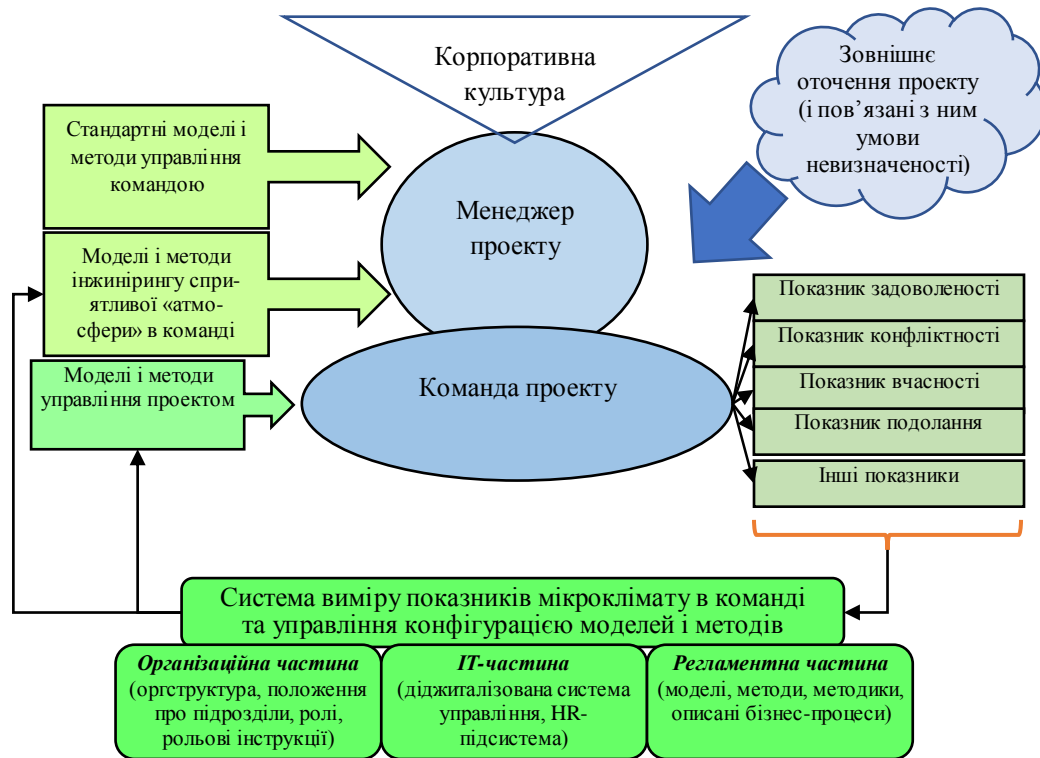 Корпоративна
культура
Зовнішнє
оточення проекту
(і пов’язані з ним
умови
невизначеності)
Стандартні моделі і
методи управління
командою
Менеджер
проекту
Моделі і методи
інжинірингу спри-
ятливої «атмо-
сфери» в команді
Моделі і методи
управління проектом
Команда проекту
Показник задоволеності
Показник конфліктності
Показник вчасності
Показник подолання
Інші показники
Система виміру показників мікроклімату в команді
та управління конфігурацією моделей і методів
Організаційна частина
(оргструктура, положення
про підрозділи, ролі,
рольові інструкції)
ІТ-частина
(діджиталізована система
управління, HR-
підсистема)
Регламентна частина
(моделі, методи, методики,
описані бізнес-процеси)